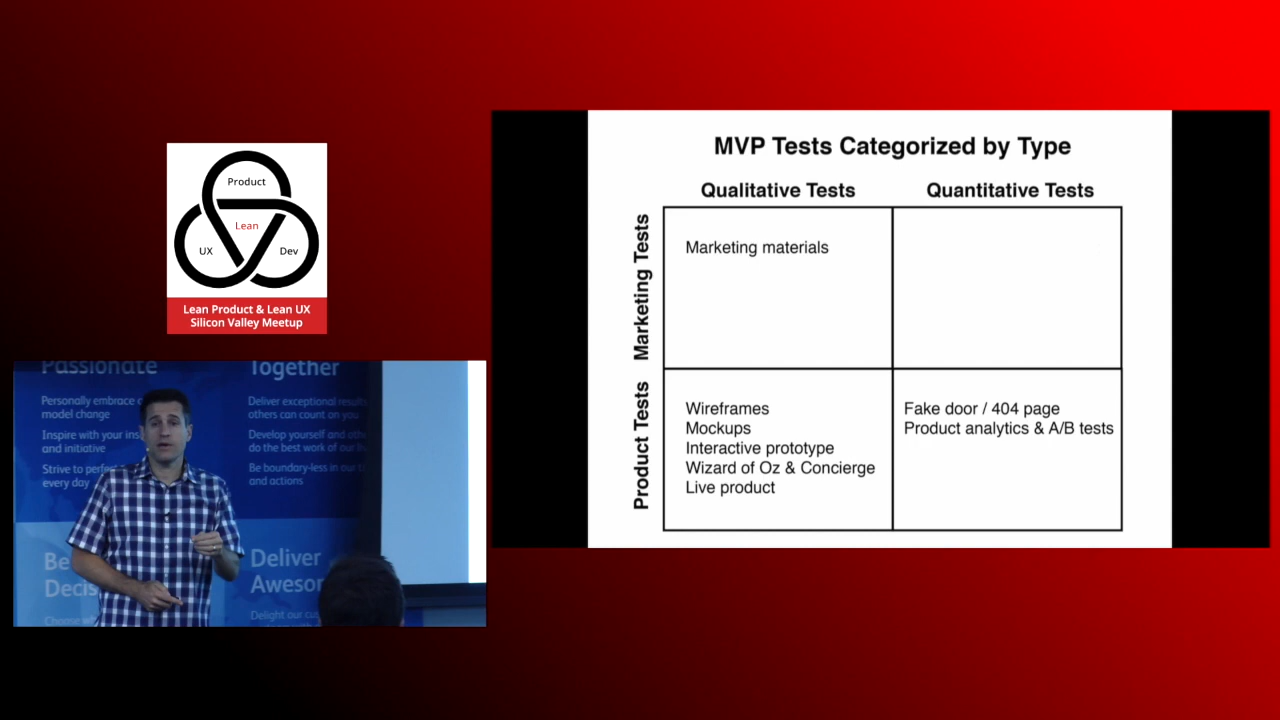 Product
Lean
UX
Dev
Lean Product & Lean UX
Silicon Valley Meetup
Passionate
Together
Personally embrace
model change
Deliver exceptional results
others can count on you
Inspire with your
and initiative
Develop yourself and
do the best work of our
Strive to
every day
Be boundary-less in our
and actions
Be
Deliver
Delight our
MVP Tests Categorized by Type
Qualitative Tests
Quantitative Tests
Marketing Tests
Marketing materials
Product Tests
Wireframes
Mockups
Interactive prototype
Wizard of Oz & Concierge
Live product
Fake door / 404 page
Product analytics & A/B tests